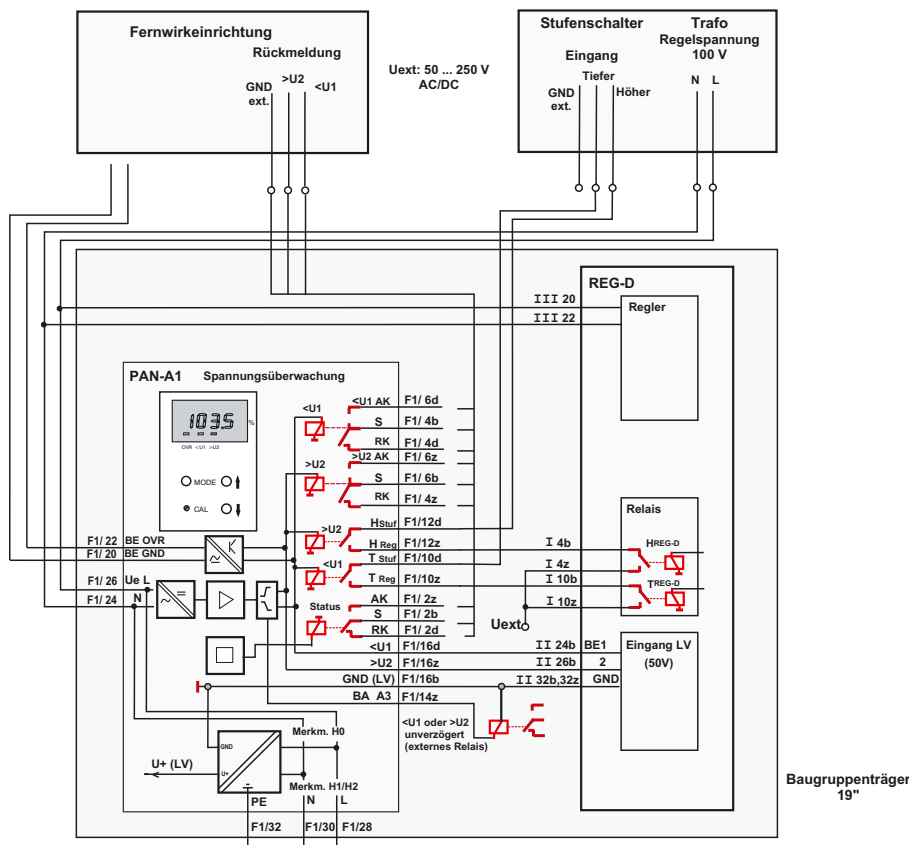 Fernwirkeinrichtung
Rückmeldung
GND
ext.
>U2
<U1
Uext: 50 ... 250 V
AC/DC
Stufenschalter
Eingang
GND
ext.
Tiefer
Höher
Trafo
Regelspannung
100 V
N L
REG-D
III 20
III 22
Regler
PAN-A1 Spannungsüberwachung
103.5 %
OVR <U1 >U2
MODE
CAL
<U1
<U1 AK F1/ 6d
S F1/ 4b
RK F1/ 4d
>U2
>U2 AK F1/ 6z
S F1/ 6b
RK F1/ 4z
>U2
HStuf F1/12d
H Reg F1/12z
<U1
T Stuf F1/10d
T Reg F1/10z
Status
AK F1/ 2z
S F1/ 2b
RK F1/ 2d
<U1 F1/16d
>U2 F1/16z
GND (LV) F1/16b
BA A3 F1/14z
F1/ 22 BE OVR
F1/ 20 BE GND
K
F1/ 26 Ue L
F1/ 24 N
Relais
I 4b HREG-D
I 4z
I 10b TREG-D
I 10z
Uext
II 24b BE1
II 26b 2
II 32b,32z GND
Eingang LV
(50V)
<U1 oder >U2
unverzögert
(externes Relais)
GND
U+
U+ (LV)
Merkm. H0
Merkm. H1/H2
PE N L
F1/32 F1/30 F1/28
Baugruppenträger
19"